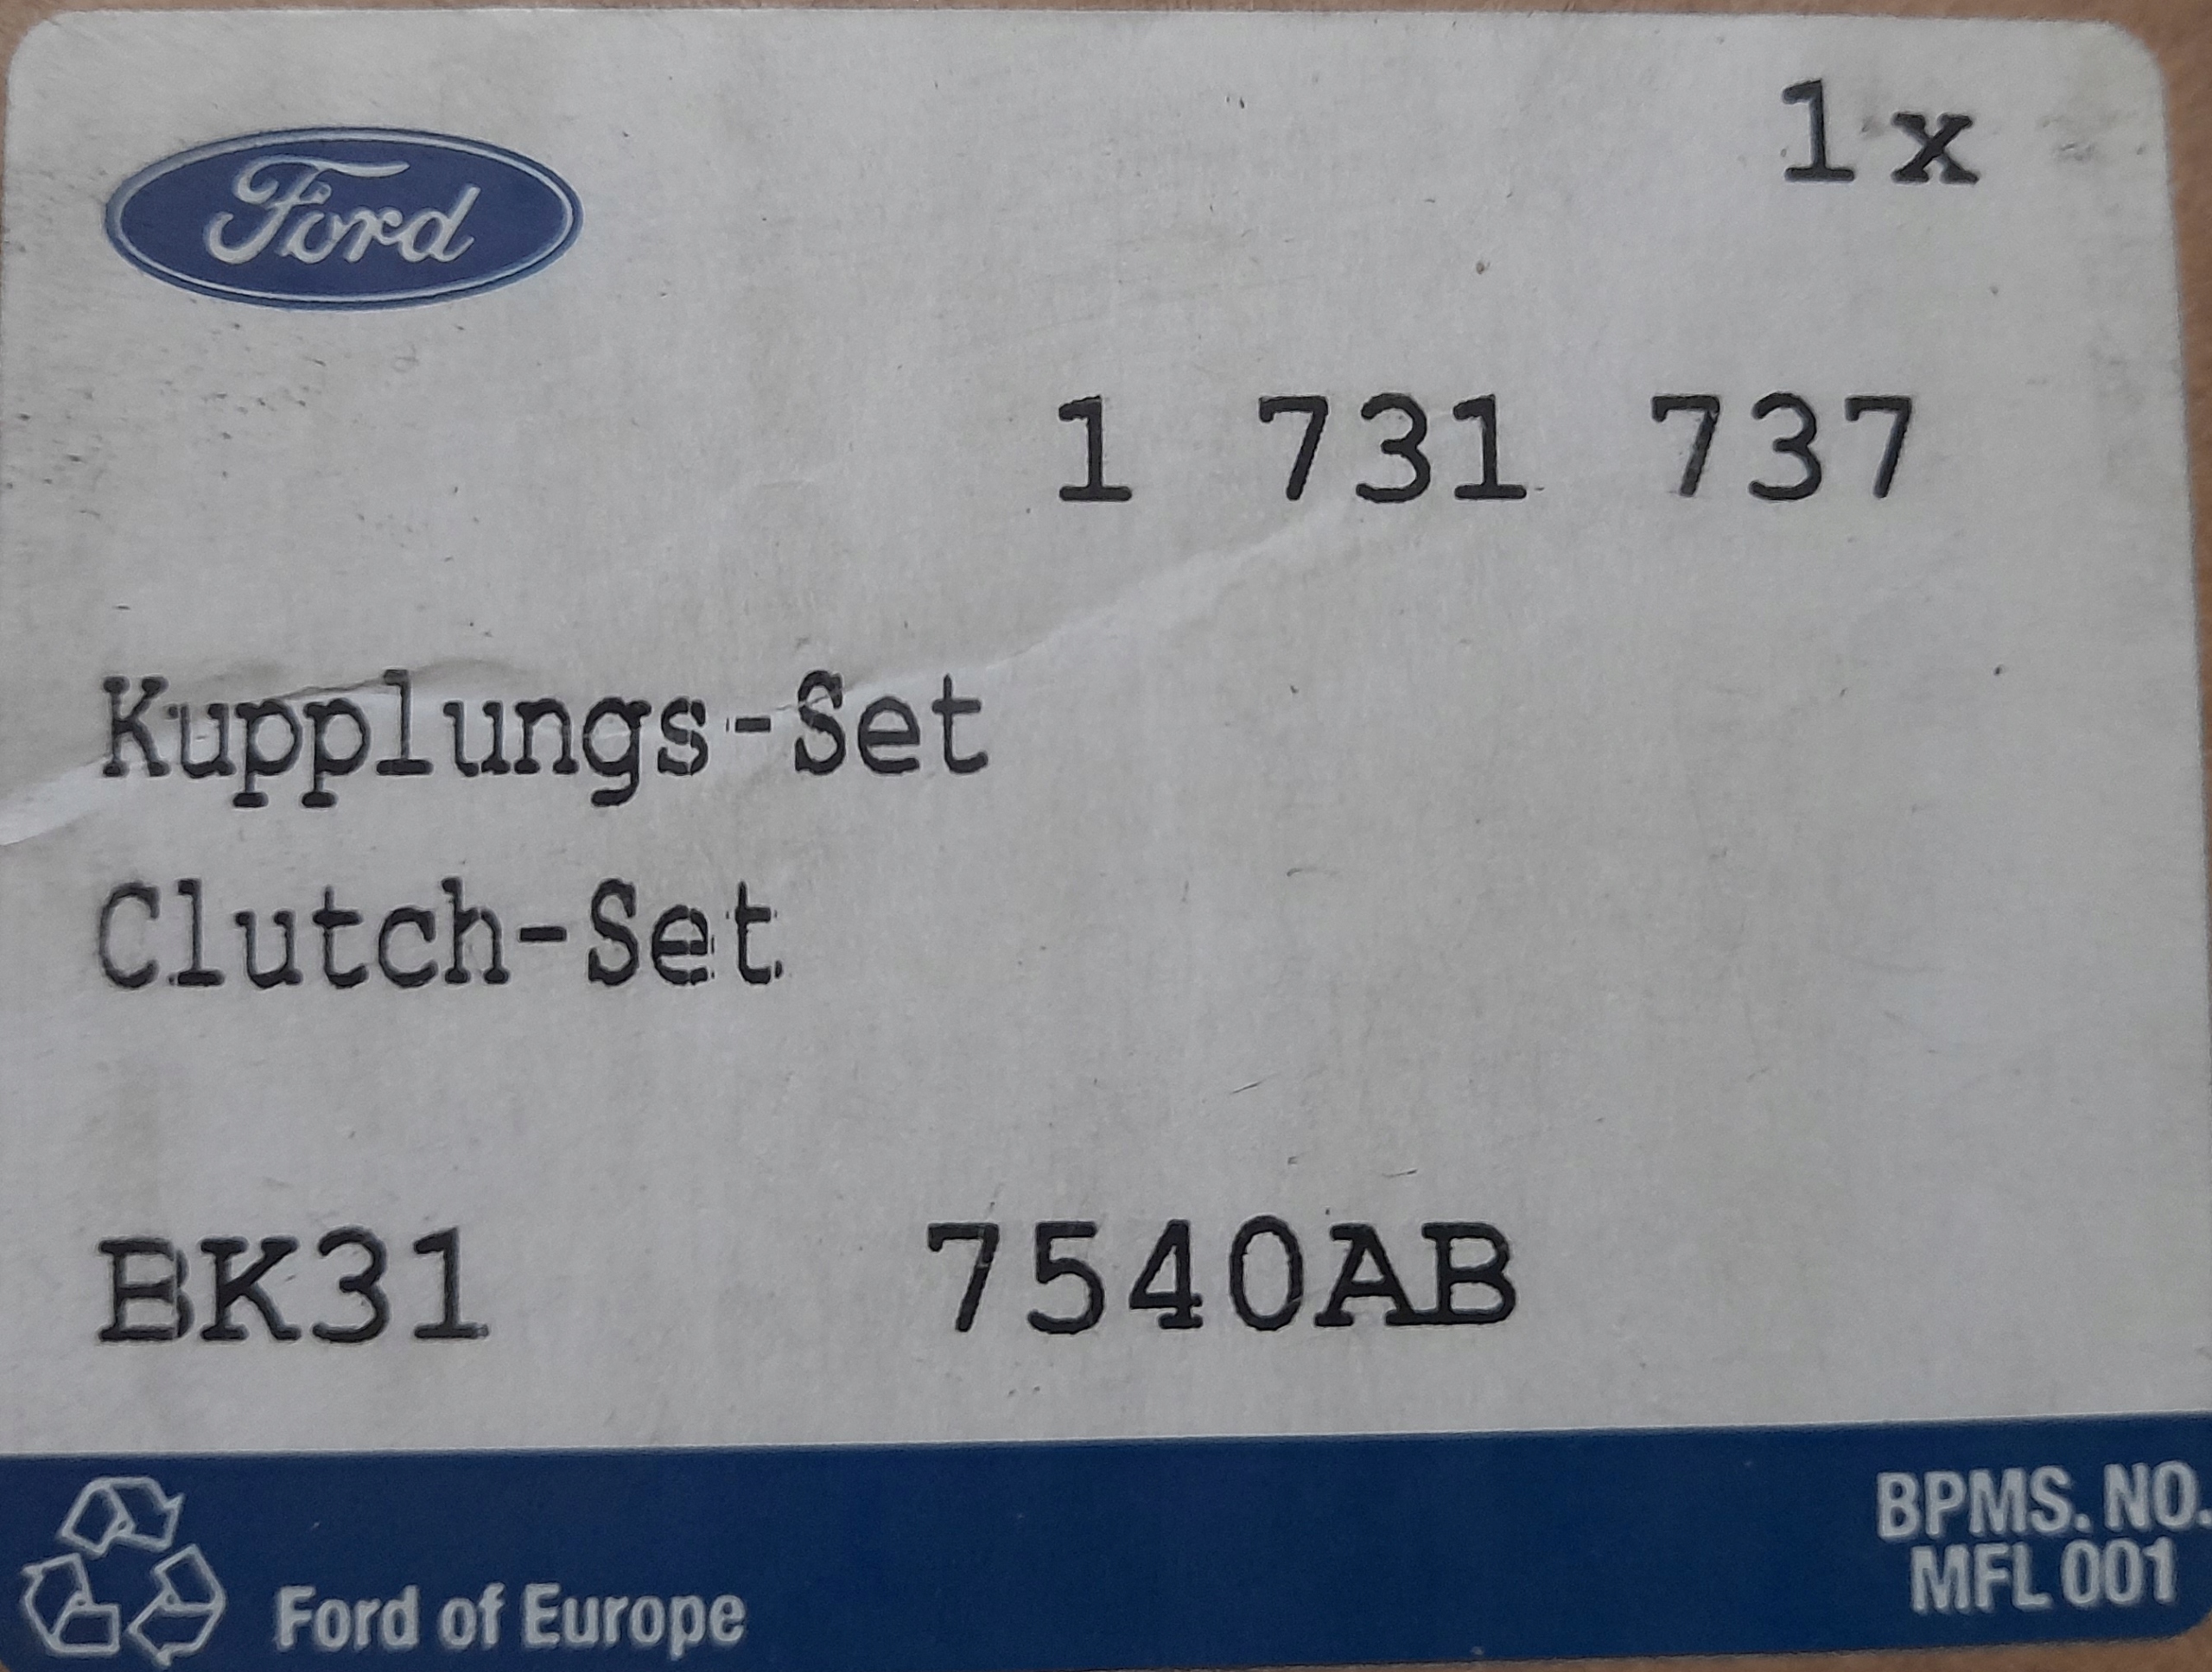 Ford
1x
1 731 737
Kupplungs-Set
Clutch-Set
BK31 7540AB
Ford of Europe
BPMS. NO.
MFL 001